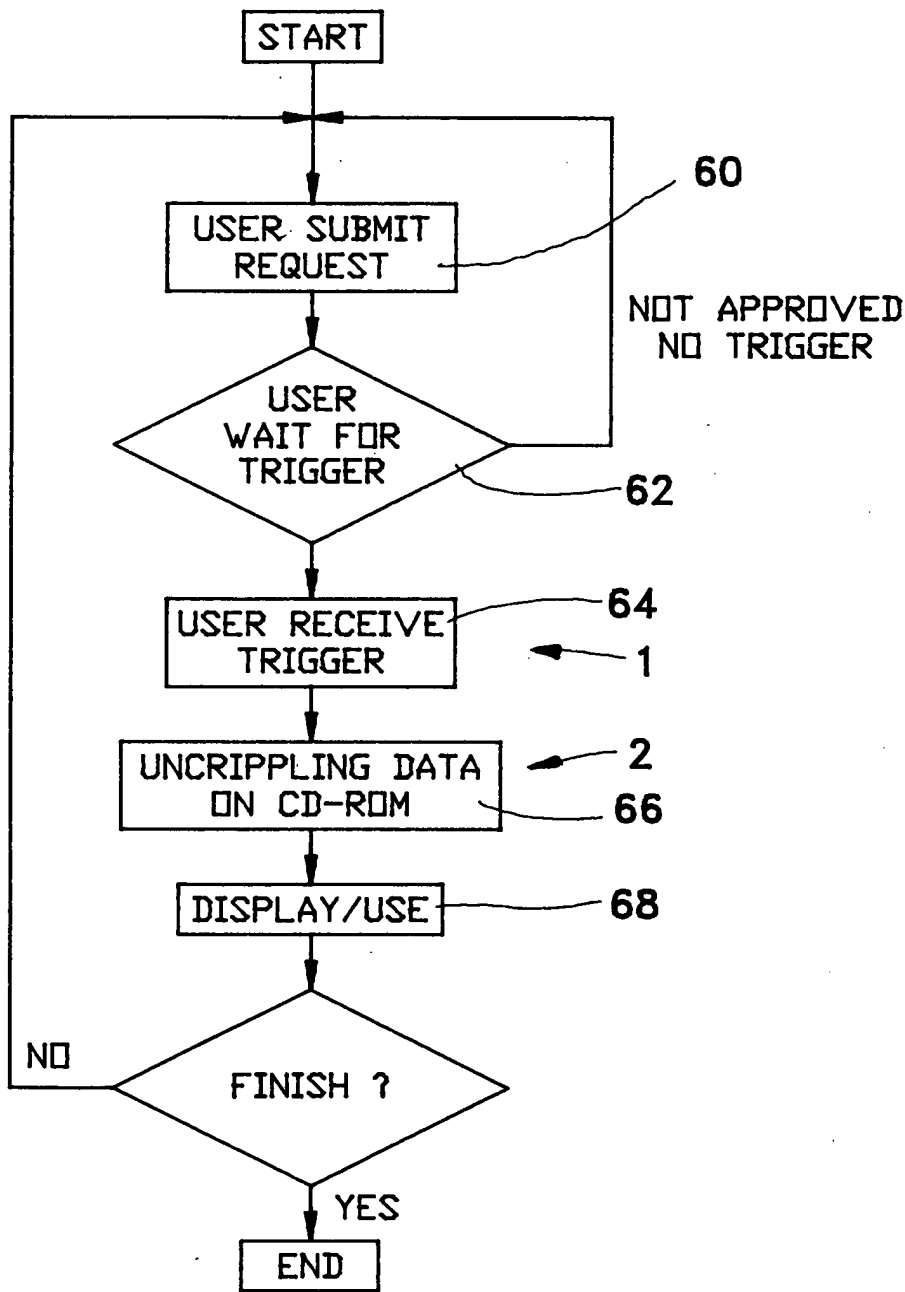 START
60
USER SUBMIT
REQUEST
NOT APPROVED
NO TRIGGER
USER
WAIT FOR
TRIGGER
62
64
USER RECEIVE
TRIGGER
1
2
UNCRIPPLING DATA
ON CD-ROM
66
DISPLAY/USE
68
NO
FINISH ?
YES
END